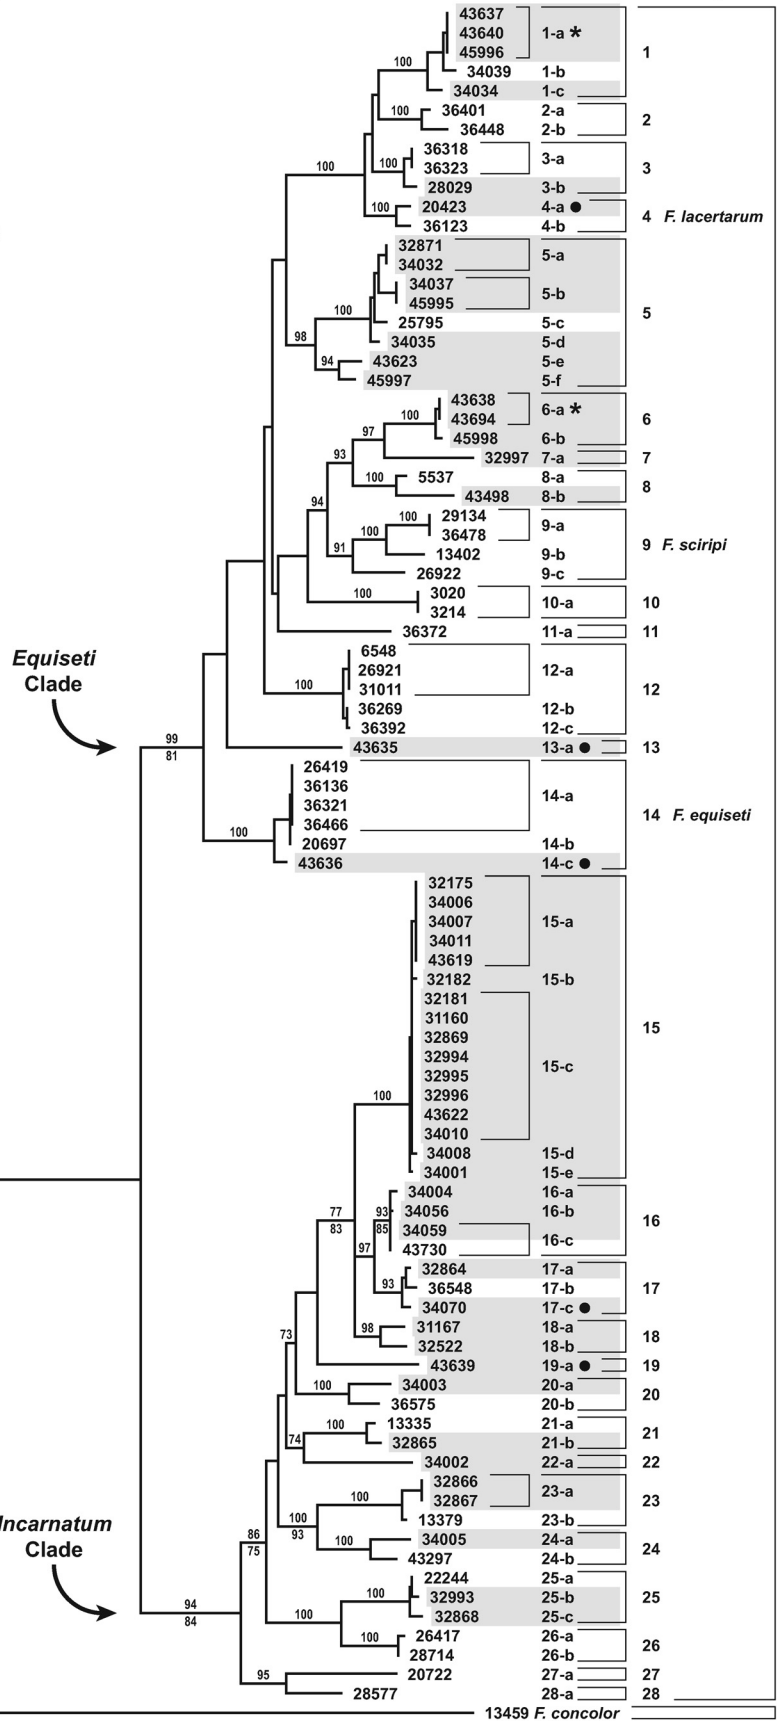 43637
43640 1-a *
45996 1
100
34039 1-b
34034 1-c
36401 2-a
100 2
36448 2-b
36318
3-a
36323 3
100 100
28029 3-b
20423 4-a ●
100 4 F. lacertarum
36123 4-b
32871
5-a
34032
34037
5-b
45995
100 5
25795 5-c
98 34035 5-d
94 43623 5-e
45997 5-f
43638
6-a *
43694 6
100
97 45998 6-b
93 32997 7-a 7
5537 8-a
100 8
43498 8-b
94 29134
100 9-a
36478
100 9 F. sciripi
91 13402 9-b
26922 9-c
3020
100 10-a 10
3214
36372 11-a 11
Equiseti
Clade
6548
26921 12-a
31011 12
100
36269 12-b
36392 12-c
99
81
43635 13-a ● 13
26419
36136
14-a
36321
14 F. equiseti
36466
100
20697 14-b
43636 14-c ●
32175
34006
34007 15-a
34011
43619
32182 15-b
32181
31160 15
32869
32994
15-c
32995
32996
100
43622
34010
34008 15-d
34001 15-e
34004 16-a
77 93 34056 16-b
83 85 16
34059
16-c
97 43730
32864 17-a
93 36548 17-b 17
34070 17-c ●
98 31167 18-a
18
73 32522 18-b
43639 19-a ● 19
100 34003 20-a
20
36575 20-b
100 13335 21-a
21
74 32865 21-b
34002 22-a 22
32866
23-a
100 32867 23
100 13379 23-b
93
34005 24-a
100 24
43297 24-b
Incarnatum
Clade
86
75
22244 25-a
100 32993 25-b 25
94 100 32868 25-c
84
26417 26-a
100 26
28714 26-b
95 20722 27-a 27
28577 28-a 28
13459 F. concolor